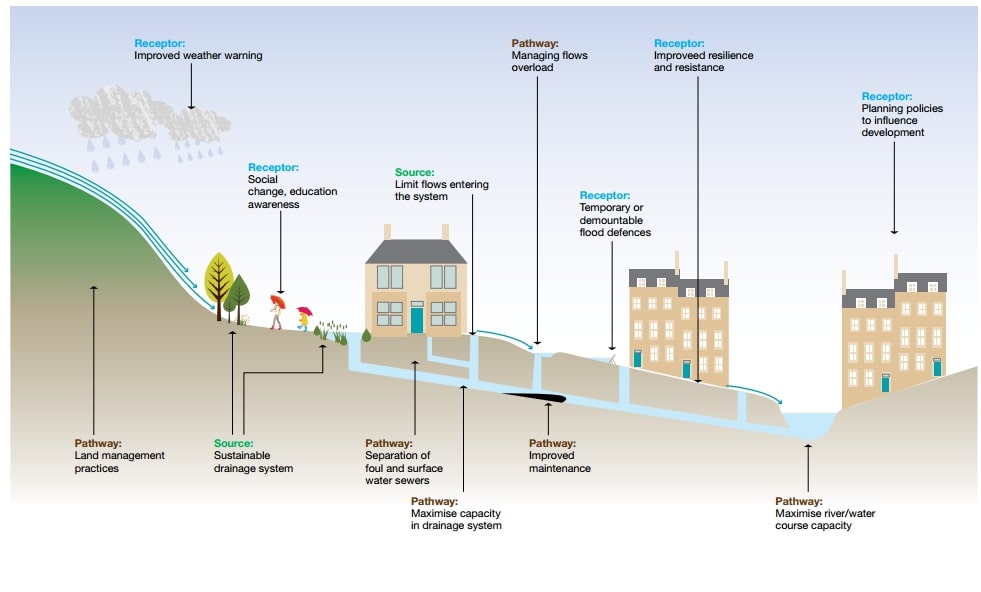 Receptor:
Improved weather warning
Pathway:
Managing flows
overload
Receptor:
Improveed resilience
and resistance
Receptor:
Planning policies
to influence
development
Receptor:
Social
change, education
awareness
Source:
Limit flows entering
the system
Receptor:
Temporary or
demountable
flood defences
Pathway:
Land management
practices
Source:
Sustainable
drainage system
Pathway:
Separation of
foul and surface
water sewers
Pathway:
Improved
maintenance
Pathway:
Maximise capacity
in drainage system
Pathway:
Maximise river/water
course capacity